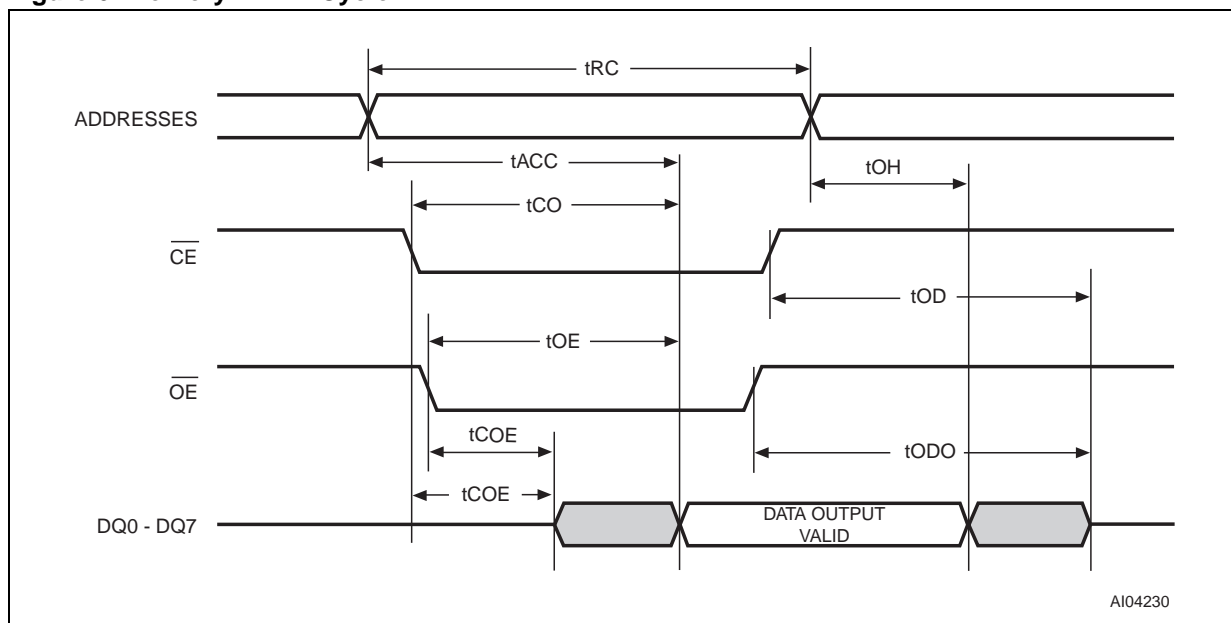 tRC
ADDRESSES
tACC
tOH
tCO
CE
tOD
tOE
OE
tCOE
tODO
tCOE
DQ0 - DQ7
DATA OUTPUT
VALID
AI04230